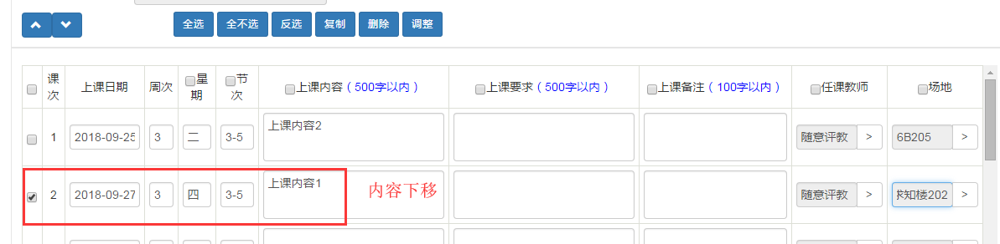 全选 全不选 反选 复制 删除 调整
课次 上课日期 周次 星期 节次 上课内容（500字以内） 上课要求（500字以内） 上课备注（100字以内） 任课教师 场地
1 2018-09-25 3 二 3-5 上课内容2 随意评教 > 6B205 >
2 2018-09-27 3 四 3-5 上课内容1 内容下移 随意评教 > 求知楼202 >